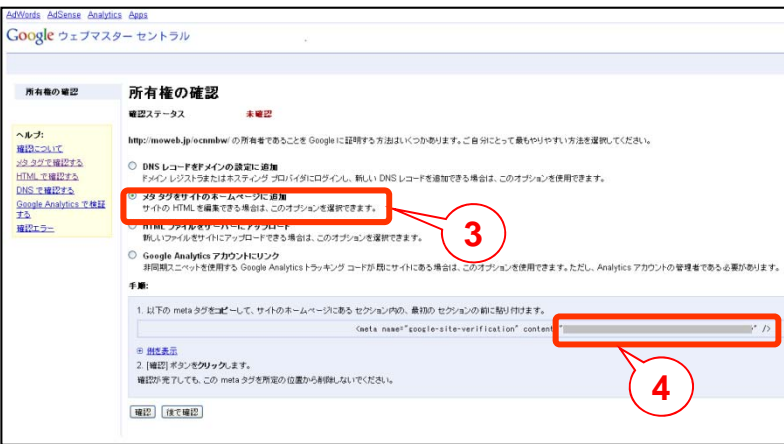 AdWords AdSense Analytics Apps
Google ウェブマスター セントラル
所有権の確認
ヘルプ:
確認について
メタ タグで確認する
HTML で確認する
DNS で確認する
Google Analytics で検証する
確認エラー
所有権の確認
確認ステータス 未確認
http://moweb.jp/ocnmbw/ の所有者であることを Google に証明する方法はいくつかあります。ご自分にとって最もやりやすい方法を選択してください。
DNS レコードをドメインの設定に追加
ドメイン レジストラまたはホスティング プロバイダにログインし、新しい DNS レコードを追加できる場合は、このオプションを使用できます。
メタ タグをサイトのホームページに追加
サイトの HTML を編集できる場合は、このオプションを選択できます。
HTML ファイルをサーバーにアップロード
新しいファイルをサイトにアップロードできる場合は、このオプションを選択できます。
Google Analytics アカウントにリンク
非同期スニペットを使用する Google Analytics トラッキング コードが既にサイトにある場合は、このオプションを使用できます。ただし、Analytics アカウントの管理者である必要があります。
3
手順:
1. 以下の meta タグをコピーして、サイトのホームページにある セクション内の、最初の セクションの前に貼り付けます。
<meta name="google-site-verification" content="" />
例を表示
2. [確認] ボタンをクリックします。
確認が完了しても、この meta タグを所定の位置から削除しないでください。
4
確認 後で確認